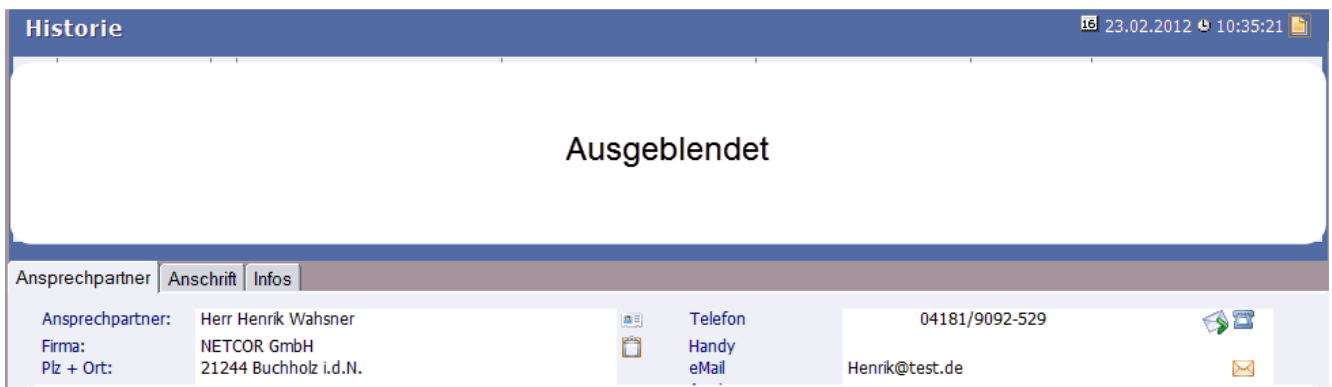 Historie 16 23.02.2012 10:35:21
Ausgeblendet
Ansprechpartner Anschrift Infos
Ansprechpartner: Herr Henrik Wahsner Telefon 04181/9092-529
Firma: NETCOR GmbH Handy
Plz + Ort: 21244 Buchholz i.d.N. eMail Henrik@test.de